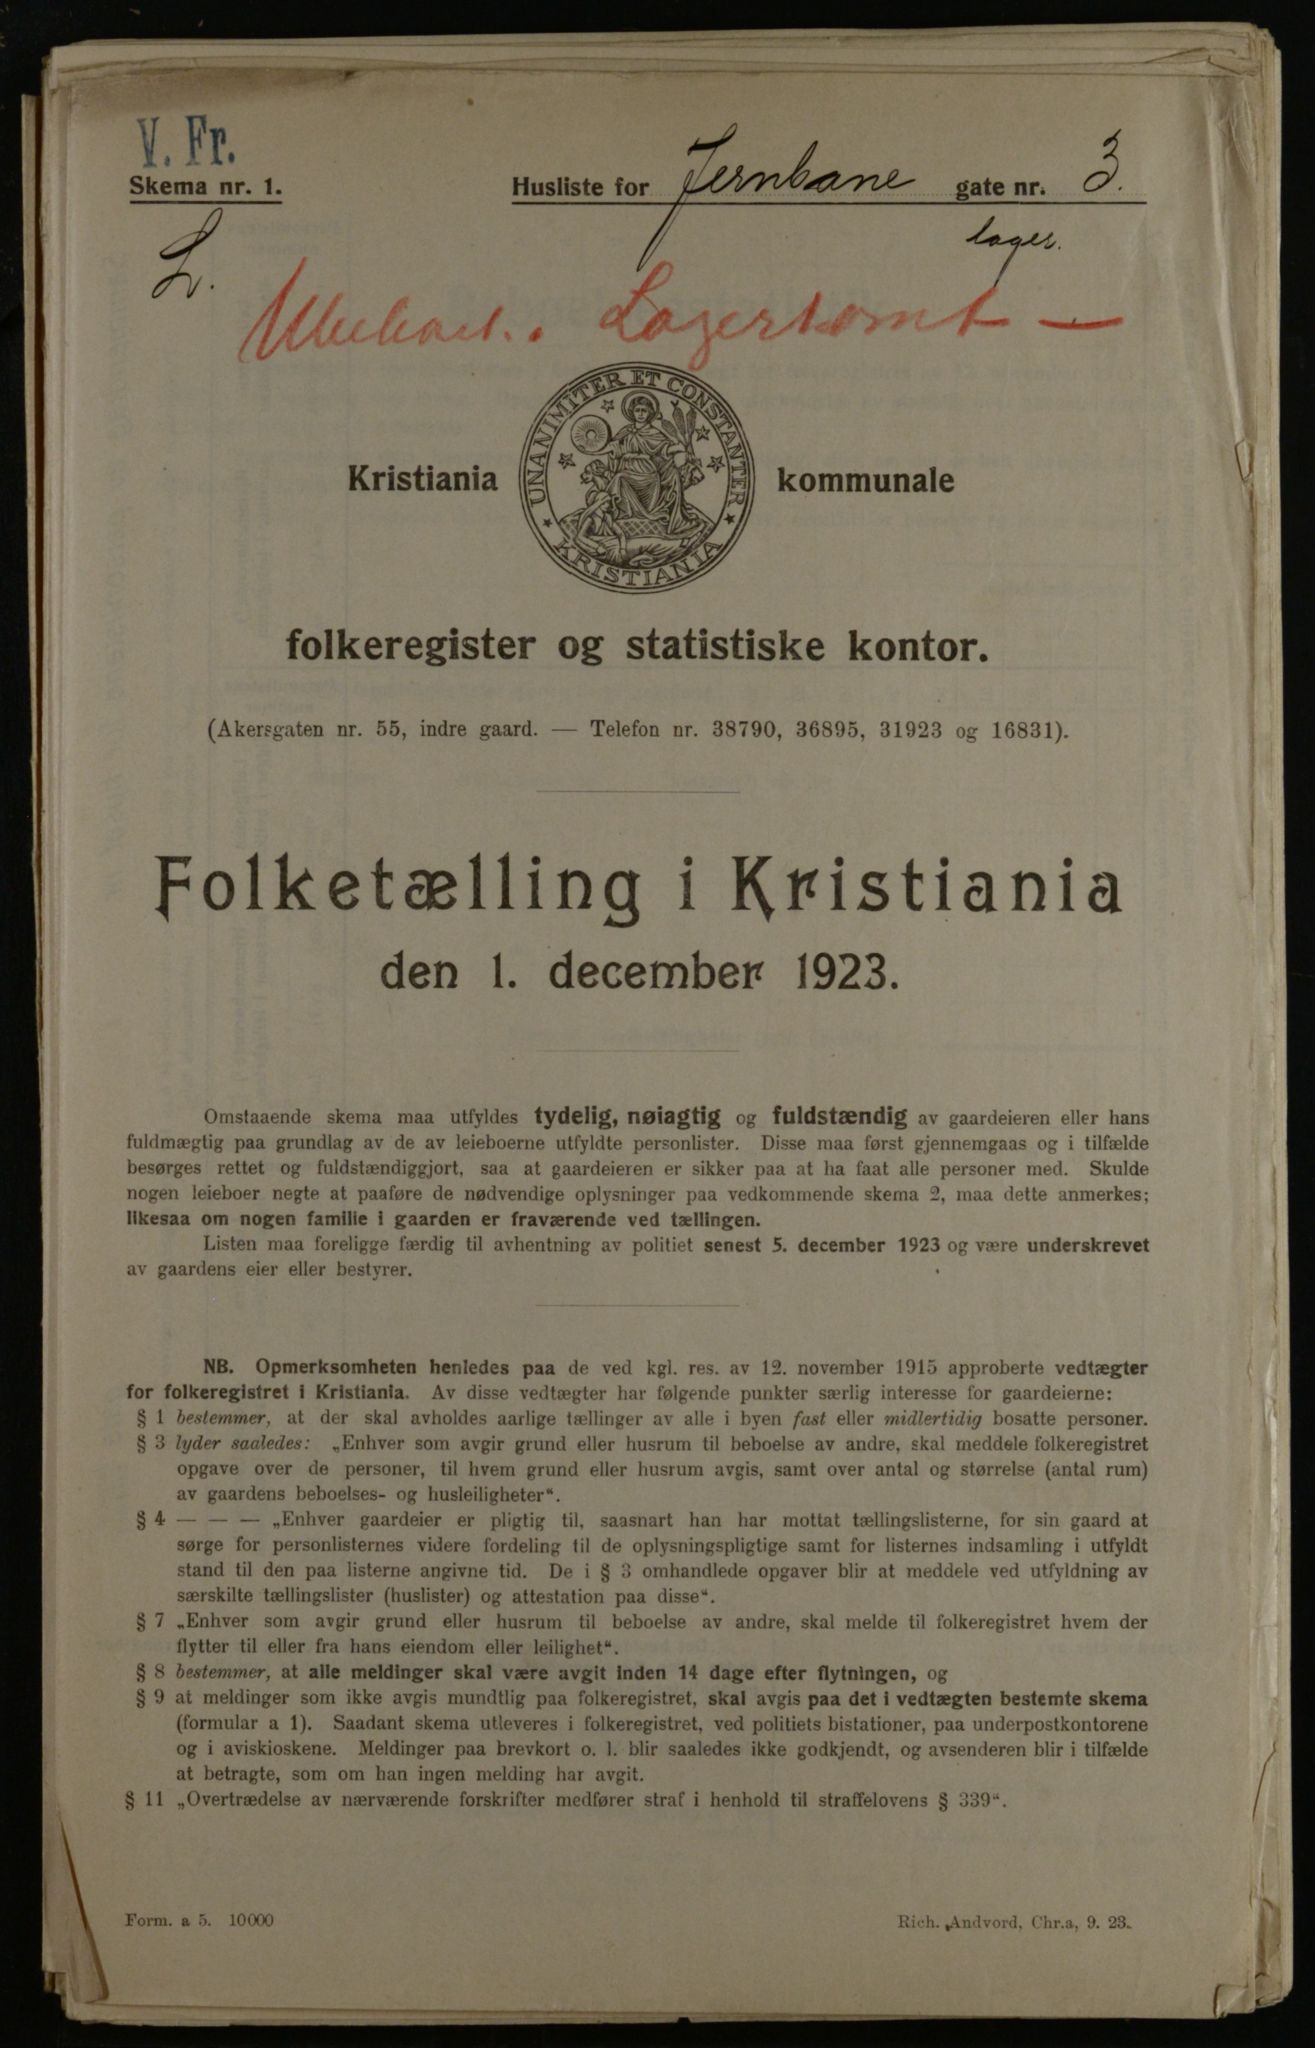 V. Fr.
Skema nr. 1.
Husliste for Jernbane gate nr. 3.
lager.
L.
Ubeboet. Lagertomt —
UNANIMITER ET CONSTANTER
KRISTIANIA
Kristiania kommunale
folkeregister og statistiske kontor.
(Akersgaten nr. 55, indre gaard. — Telefon nr. 38790, 36895, 31923 og 16831).
Folketælling i Kristiania
den 1. december 1923.
Omstaaende skema maa utfyldes tydelig, nøiagtig og fuldstændig av gaardeieren eller hans
fuldmægtig paa grundlag av de av leieboerne utfyldte personlister. Disse maa først gjennemgaas og i tilfælde
besørges rettet og fuldstændiggjort, saa at gaardeieren er sikker paa at ha faat alle personer med. Skulde
nogen leieboer negte at paaføre de nødvendige oplysninger paa vedkommende skema 2, maa dette anmerkes;
likesaa om nogen familie i gaarden er fraværende ved tællingen.
Listen maa foreligge færdig til avhentning av politiet senest 5. december 1923 og være underskrevet
av gaardens eier eller bestyrer.
NB. Opmerksomheten henledes paa de ved kgl. res. av 12. november 1915 approberte vedtægter
for folkeregistret i Kristiania. Av disse vedtægter har følgende punkter særlig interesse for gaardeierne:
§ 1 bestemmer, at der skal avholdes aarlige tællinger av alle i byen fast eller midlertidig bosatte personer.
§ 3 lyder saaledes: „Enhver som avgir grund eller husrum til beboelse av andre, skal meddele folkeregistret
opgave over de personer, til hvem grund eller husrum avgis, samt over antal og størrelse (antal rum)
av gaardens beboelses- og husleiligheter“.
§ 4 — — — „Enhver gaardeier er pligtig til, saasnart han har mottat tællingslisterne, for sin gaard at
sørge for personlisternes videre fordeling til de oplysningspligtige samt for listernes indsamling i utfyldt
stand til den paa listerne angivne tid. De i § 3 omhandlede opgaver blir at meddele ved utfyldning av
særskilte tællingslister (huslister) og attestation paa disse“.
§ 7 „Enhver som avgir grund eller husrum til beboelse av andre, skal melde til folkeregistret hvem der
flytter til eller fra hans eiendom eller leilighet“.
§ 8 bestemmer, at alle meldinger skal være avgit inden 14 dage efter flytningen, og
§ 9 at meldinger som ikke avgis mundtlig paa folkeregistret, skal avgis paa det i vedtægten bestemte skema
(formular a 1). Saadant skema utleveres i folkeregistret, ved politiets bistationer, paa underpostkontorene
og i aviskioskene. Meldinger paa brevkort o. l. blir saaledes ikke godkjendt, og avsenderen blir i tilfælde
at betragte, som om han ingen melding har avgit.
§ 11 „Overtrædelse av nærværende forskrifter medfører straf i henhold til straffelovens § 339“.
Form. a 5. 10000
Rich. Andvord, Chr.a, 9. 23.